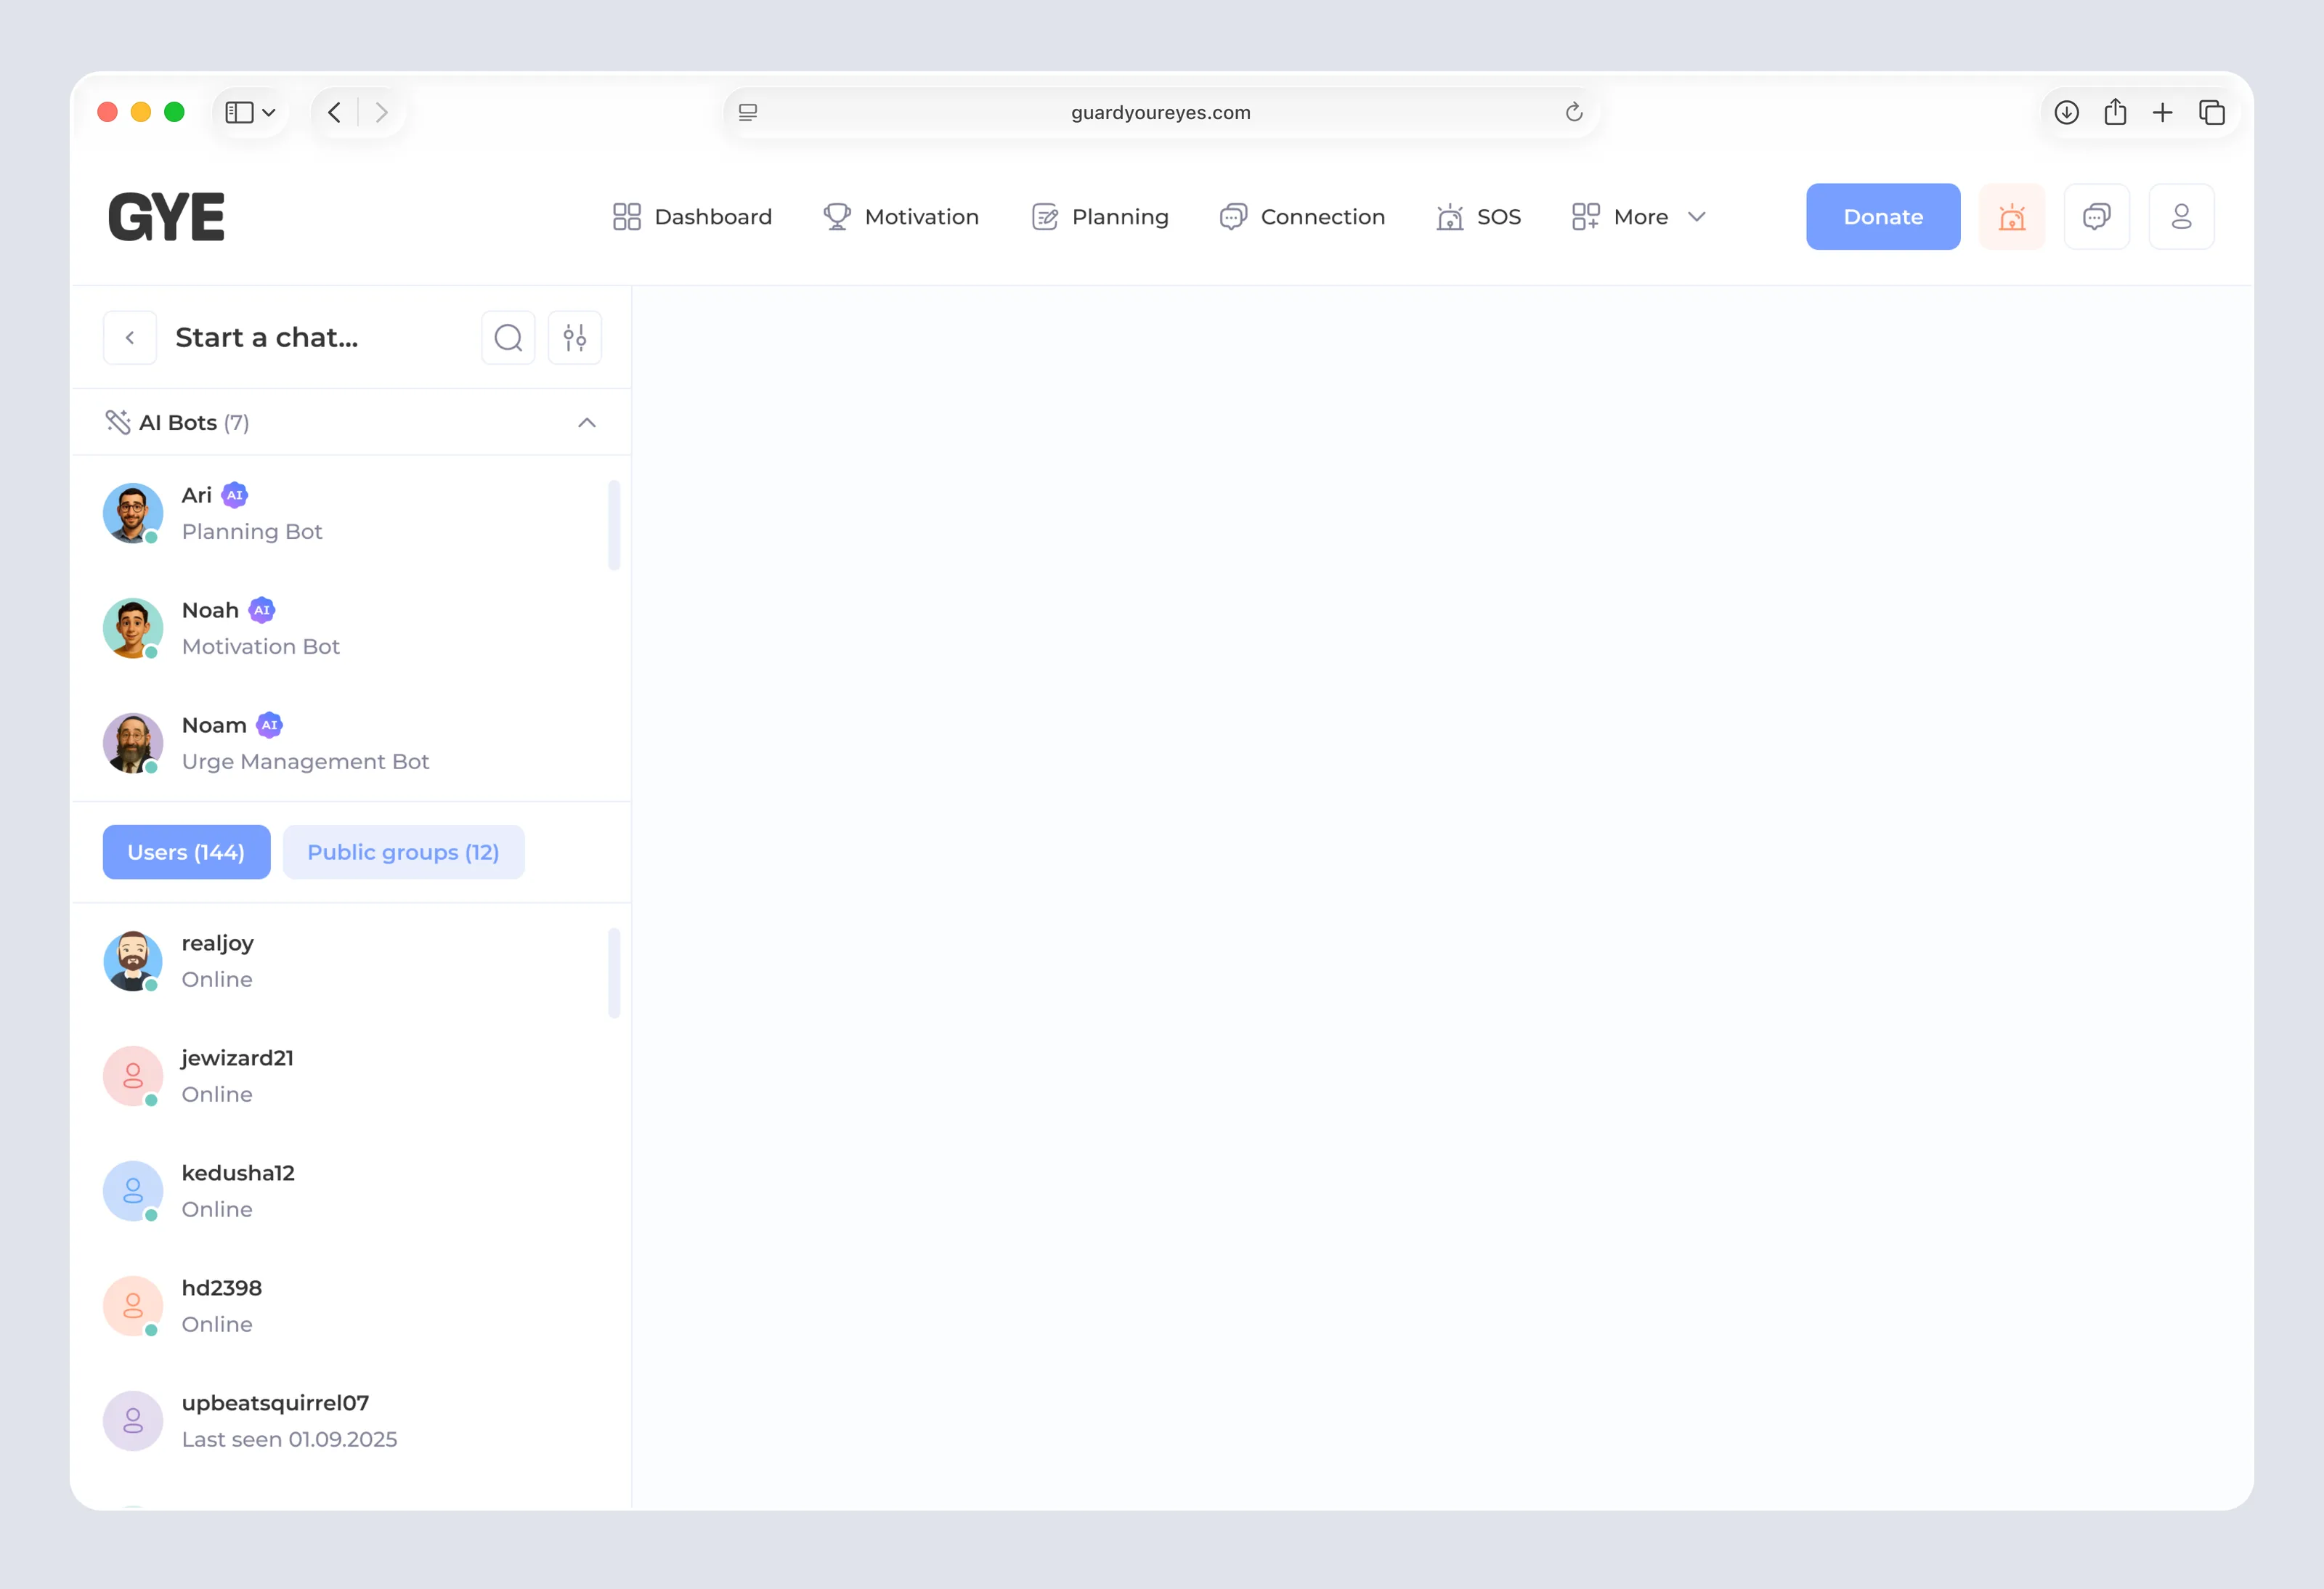 guardyoureyes.com
GYE
Dashboard
Motivation
Planning
Connection
SOS
More
Donate
Start a chat...
AI Bots (7)
Ari AI
Planning Bot
Noah AI
Motivation Bot
Noam AI
Urge Management Bot
Users (144)
Public groups (12)
realjoy
Online
jewizard21
Online
kedusha12
Online
hd2398
Online
upbeatsquirrel07
Last seen 01.09.2025